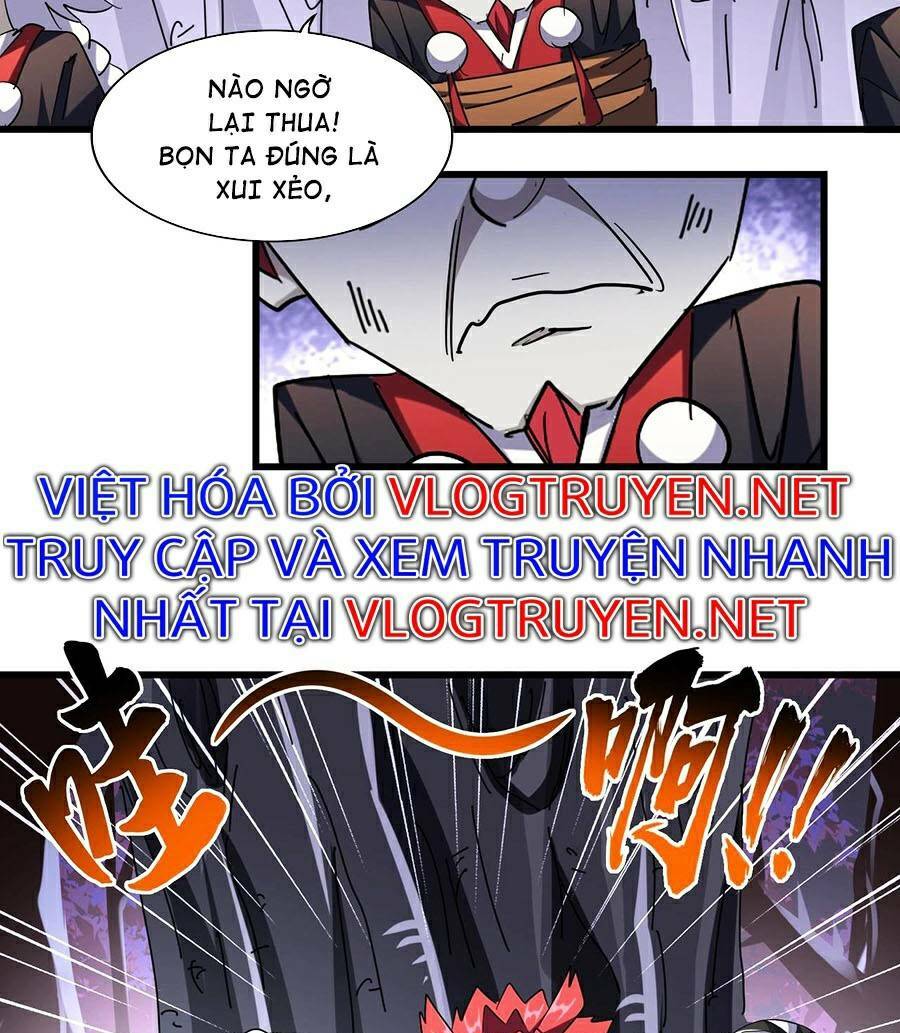 NÀO NGỜ
LẠI THUA!
BỌN TA ĐÚNG LÀ
XUI XẺO,
VIỆT HÓA BỞI VLOGTRUYEN.NET
TRUY CẬP VÀ XEM TRUYỆN NHANH
NHẤT TẠI VLOGTRUYEN.NET
哇~啊!!